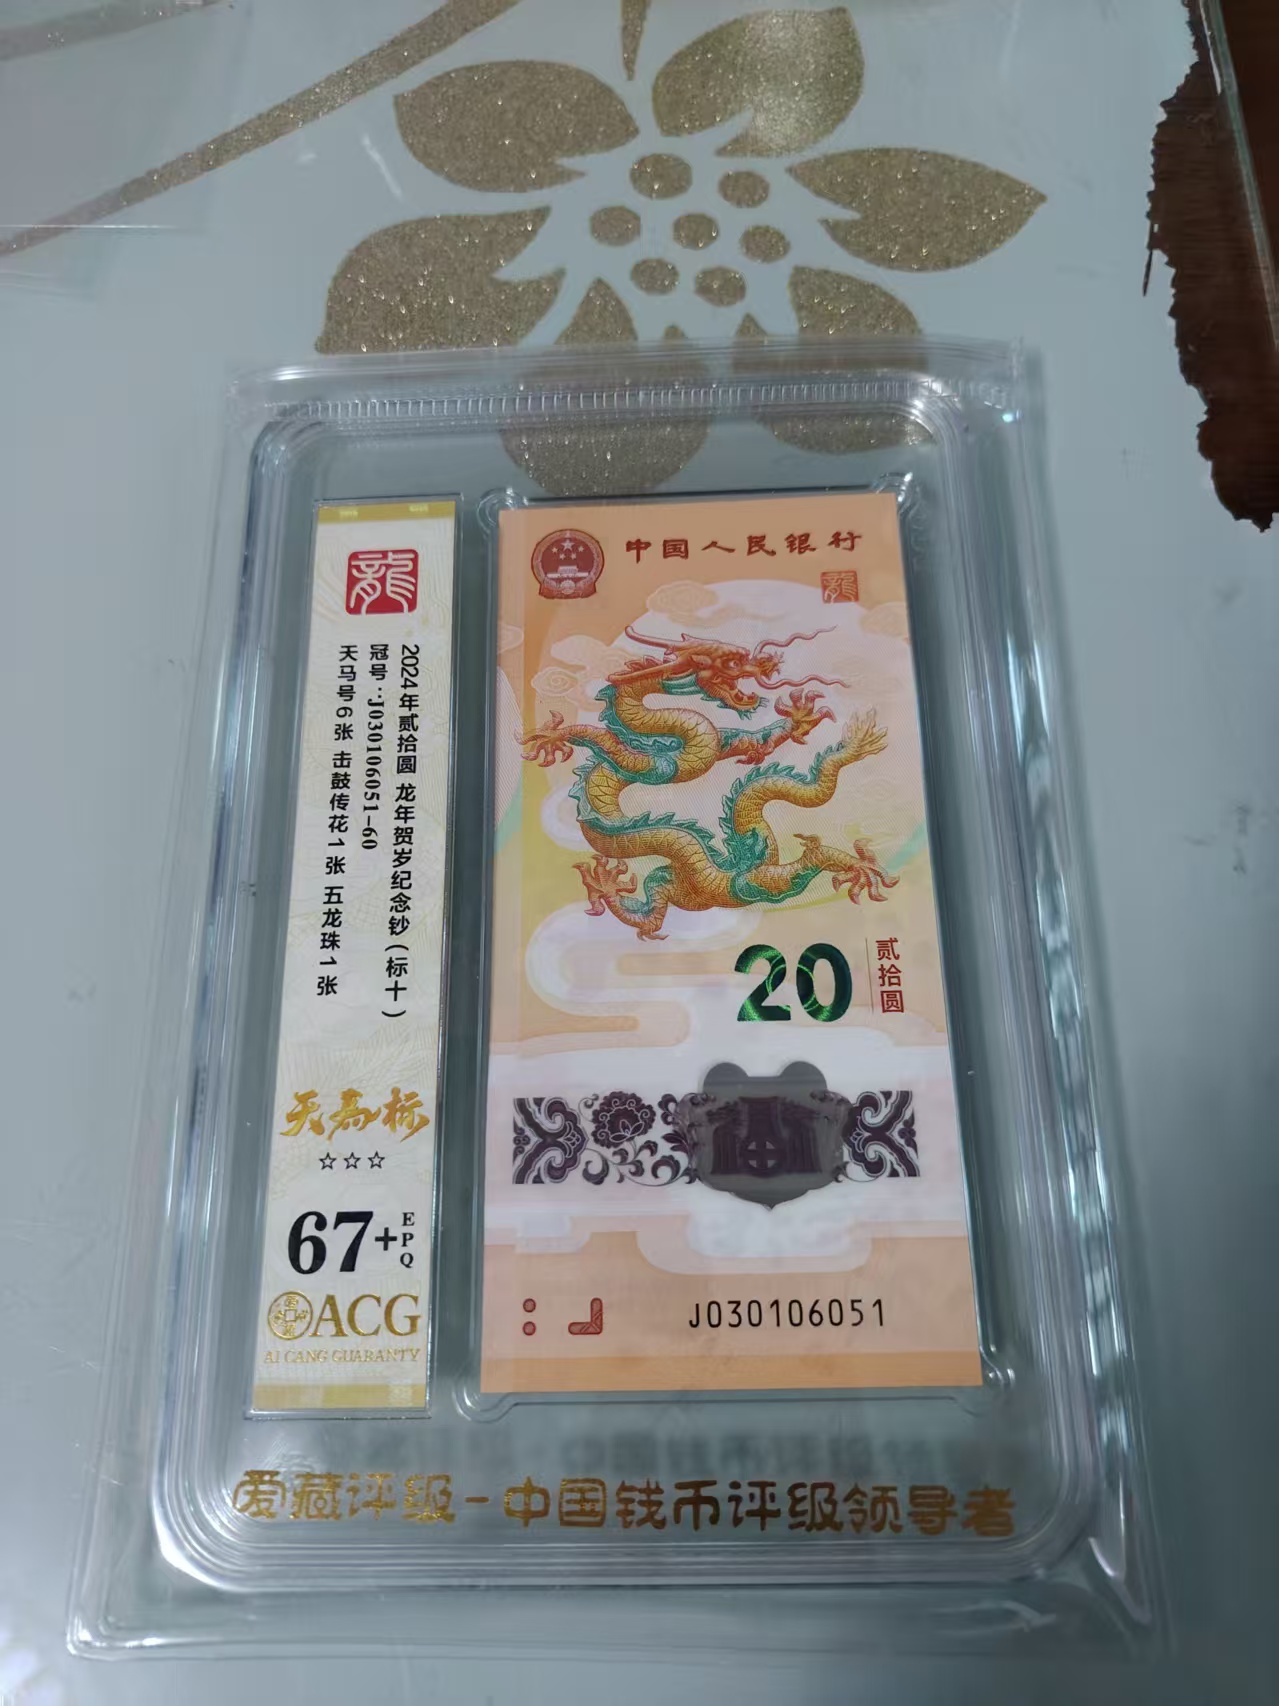 龍
2024年贰拾圆 龙年贺岁纪念钞(标十)
冠号:J030106051-60
天马号6张 击鼓传花1张 五龙珠1张
天马标
☆☆☆
67+EPQ
ACG
AI CANG GUARANTY
中国人民银行
龍
20
贰拾圆
J030106051
爱藏评级-中国钱币评级领导者